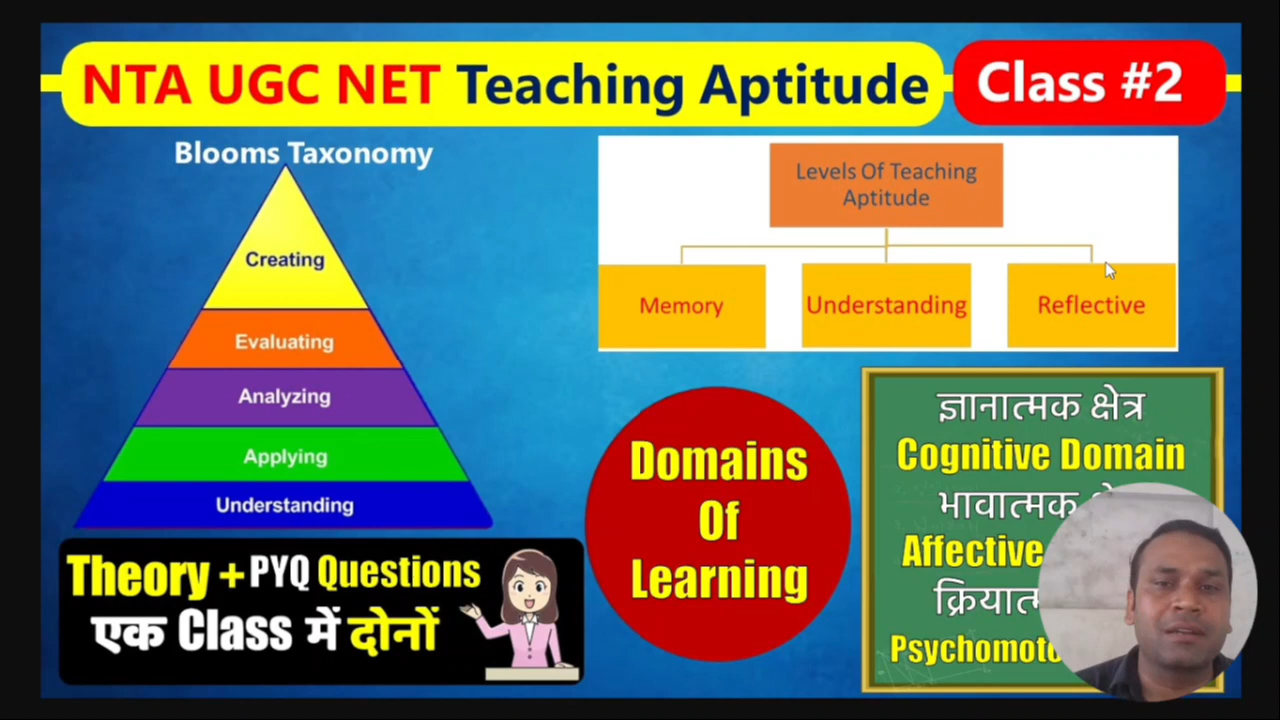 NTA UGC NET Teaching Aptitude
Class #2
Blooms Taxonomy
Creating
Evaluating
Analyzing
Applying
Understanding
Levels Of Teaching
Aptitude
Memory
Understanding
Reflective
Theory + PYQ Questions
एक Class में दोनों
Domains
Of
Learning
ज्ञानात्मक क्षेत्र
Cognitive Domain
भावात्मक
Affective